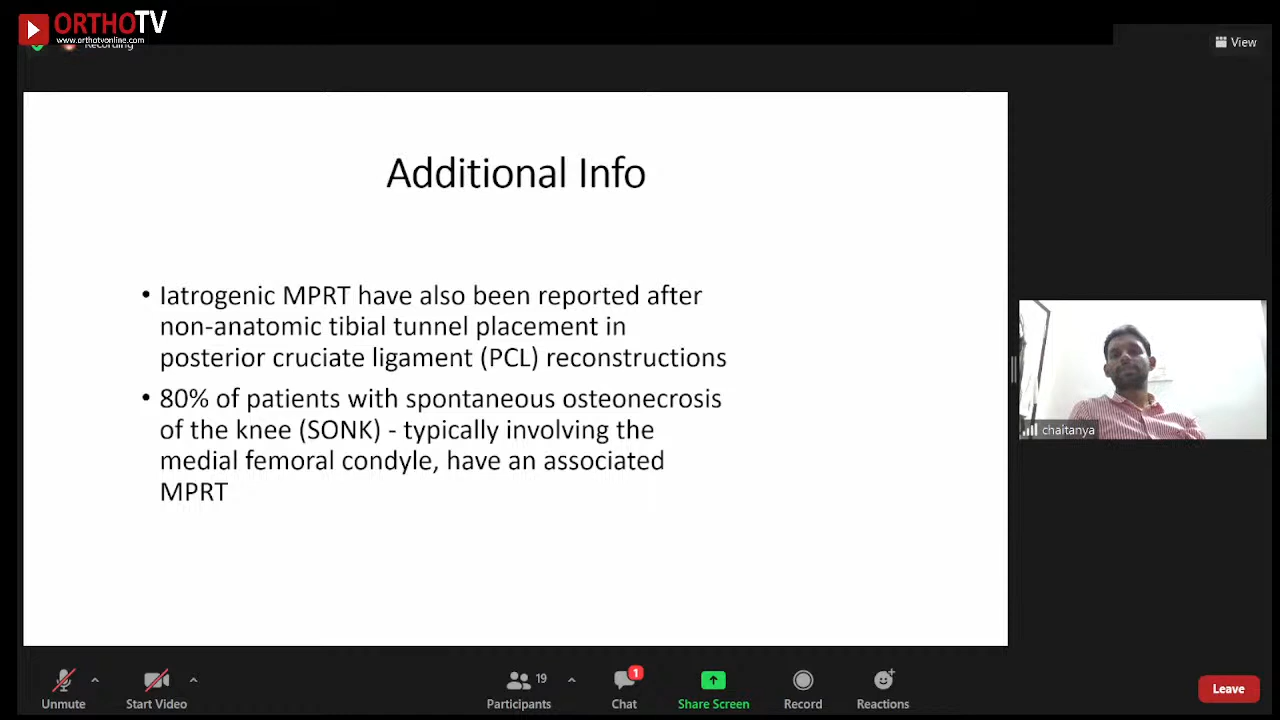 ORTHOTV
www.orthotvonline.com
Recording
View
Additional Info
• Iatrogenic MPRT have also been reported after
non-anatomic tibial tunnel placement in
posterior cruciate ligament (PCL) reconstructions
• 80% of patients with spontaneous osteonecrosis
of the knee (SONK) - typically involving the
medial femoral condyle, have an associated
MPRT
chaitanya
Unmute
Start Video
19
Participants
1
Chat
Share Screen
Record
Reactions
Leave